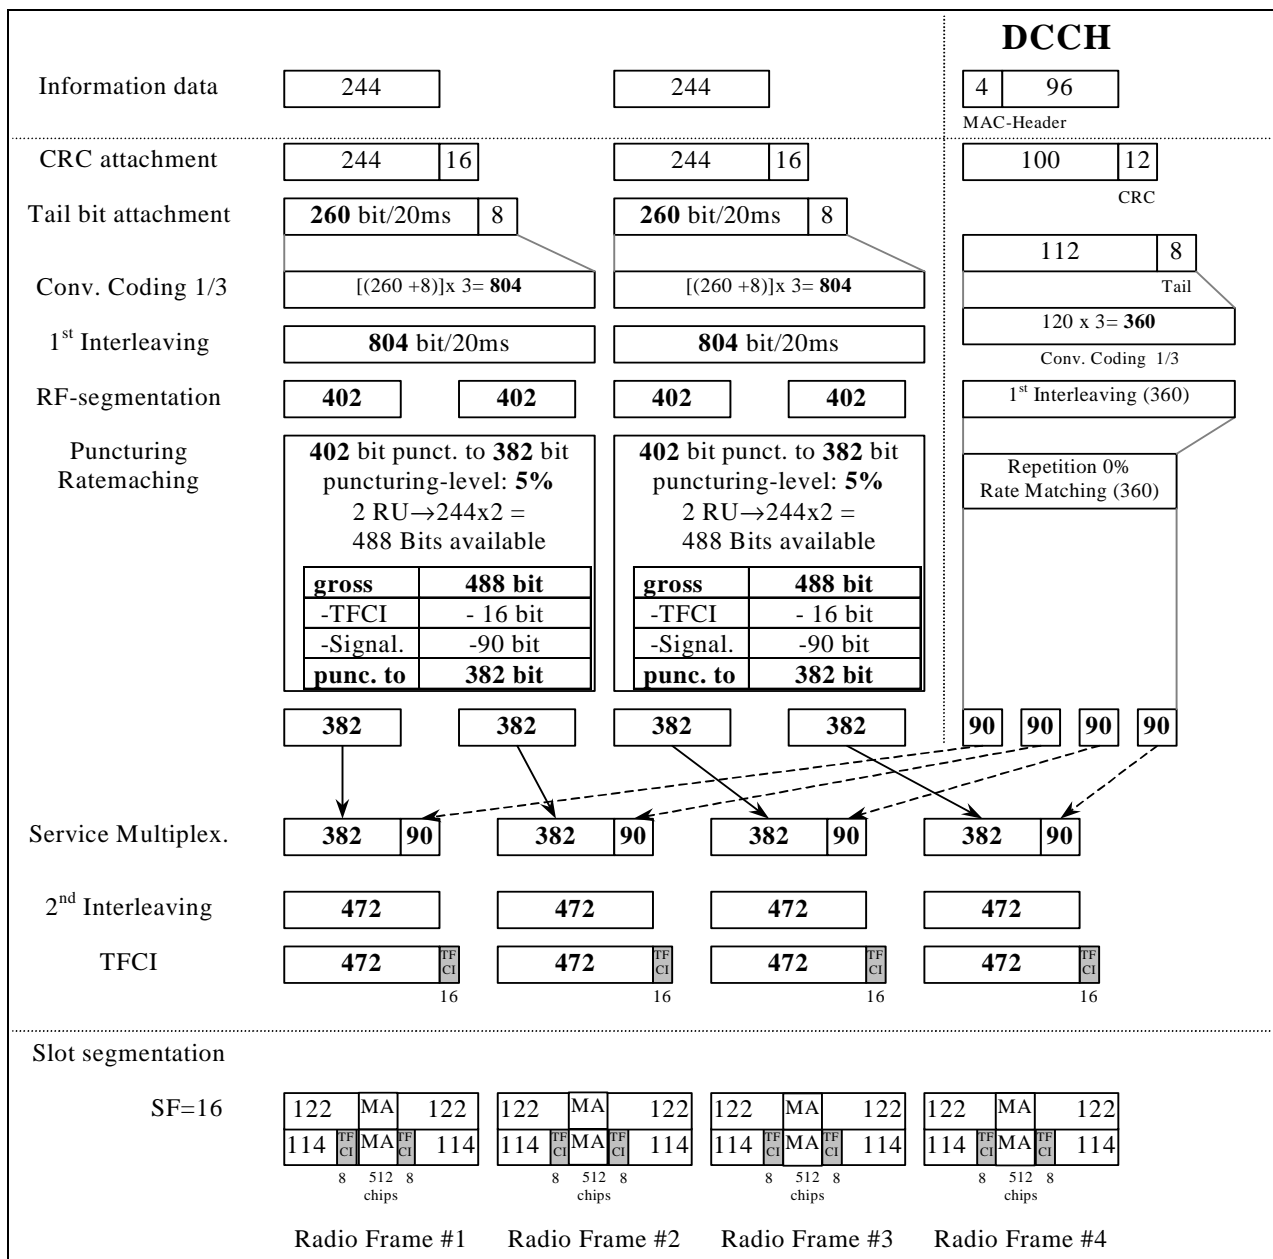 DCCH
Information data 244 244 4 96
MAC-Header
CRC attachment 244 16 244 16 100 12
CRC
Tail bit attachment 260 bit/20ms 8 260 bit/20ms 8
112 8
Tail
Conv. Coding 1/3 [(260 +8)]x 3= 804 [(260 +8)]x 3= 804
120 x 3= 360
Conv. Coding 1/3
1st Interleaving 804 bit/20ms 804 bit/20ms
RF-segmentation 402 402 402 402 1st Interleaving (360)
Puncturing 402 bit punct. to 382 bit 402 bit punct. to 382 bit
Ratemaching puncturing-level: 5% puncturing-level: 5%
Repetition 0%
Rate Matching (360)
2 RU→244x2 = 2 RU→244x2 =
488 Bits available 488 Bits available
gross 488 bit gross 488 bit
-TFCI - 16 bit -TFCI - 16 bit
-Signal. -90 bit -Signal. -90 bit
punc. to 382 bit punc. to 382 bit
382 382 382 382 90 90 90 90
Service Multiplex. 382 90 382 90 382 90 382 90
2nd Interleaving 472 472 472 472
TFCI 472 TF CI 472 TF CI 472 TF CI 472 TF CI
16 16 16 16
Slot segmentation
SF=16 122 MA 122 122 MA 122 122 MA 122 122 MA 122
114 TF CI MA TF CI 114 114 TF CI MA TF CI 114 114 TF CI MA TF CI 114 114 TF CI MA TF CI 114
8 512 8 8 512 8 8 512 8 8 512 8
chips chips chips chips
Radio Frame #1 Radio Frame #2 Radio Frame #3 Radio Frame #4